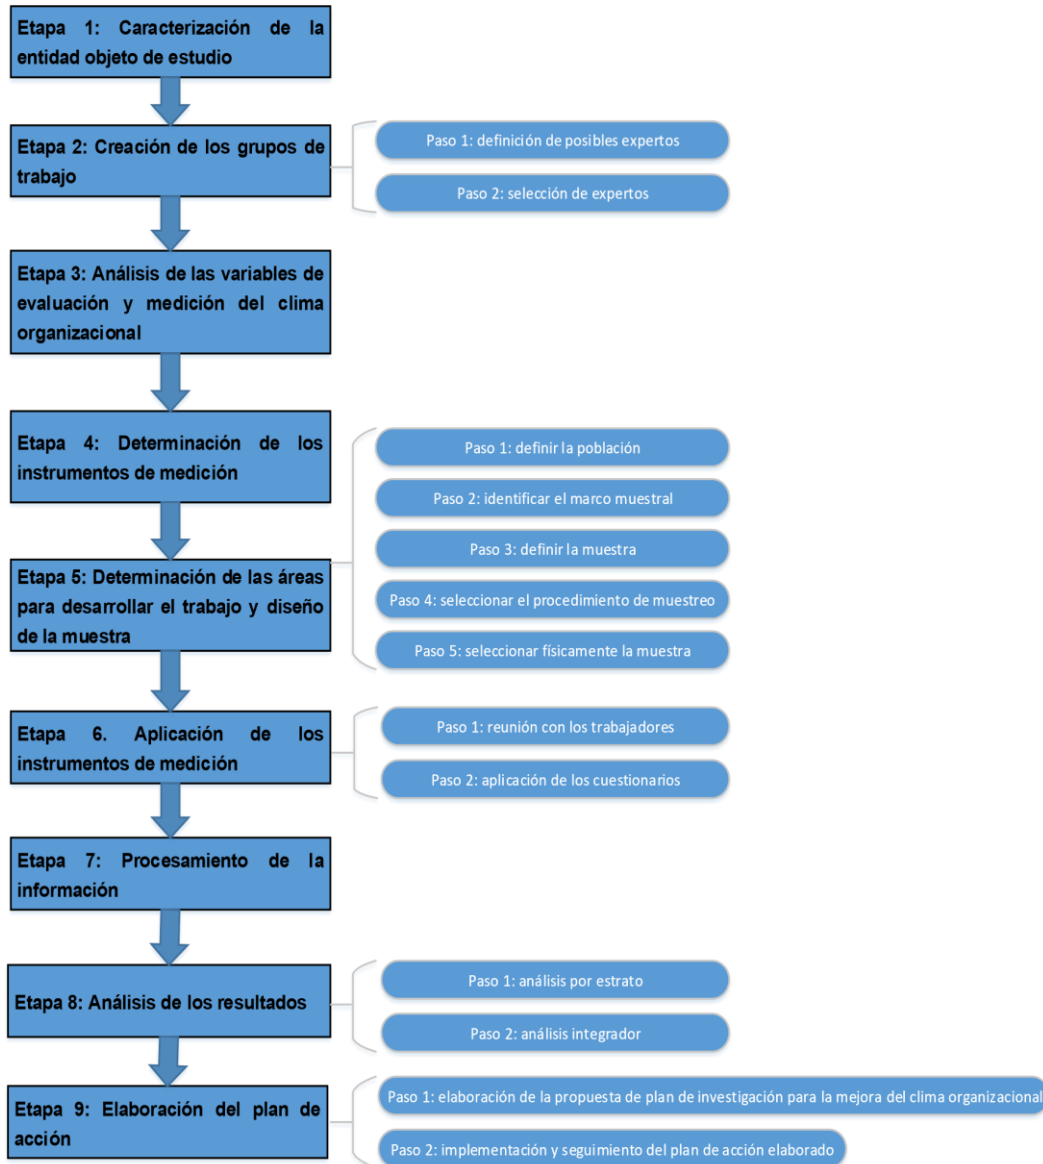 Etapa 1: Caracterización de la
entidad objeto de estudio
Etapa 2: Creación de los grupos de
trabajo
Paso 1: definición de posibles expertos
Paso 2: selección de expertos
Etapa 3: Análisis de las variables de
evaluación y medición del clima
organizacional
Etapa 4: Determinación de los
instrumentos de medición
Etapa 5: Determinación de las áreas
para desarrollar el trabajo y diseño
de la muestra
Paso 1: definir la población
Paso 2: identificar el marco muestral
Paso 3: definir la muestra
Paso 4: seleccionar el procedimiento de muestreo
Paso 5: seleccionar físicamente la muestra
Etapa 6. Aplicación de los
instrumentos de medición
Paso 1: reunión con los trabajadores
Paso 2: aplicación de los cuestionarios
Etapa 7: Procesamiento de la
información
Etapa 8: Análisis de los resultados
Paso 1: análisis por estrato
Paso 2: análisis integrador
Etapa 9: Elaboración del plan de
acción
Paso 1: elaboración de la propuesta de plan de investigación para la mejora del clima organizacional
Paso 2: implementación y seguimiento del plan de acción elaborado